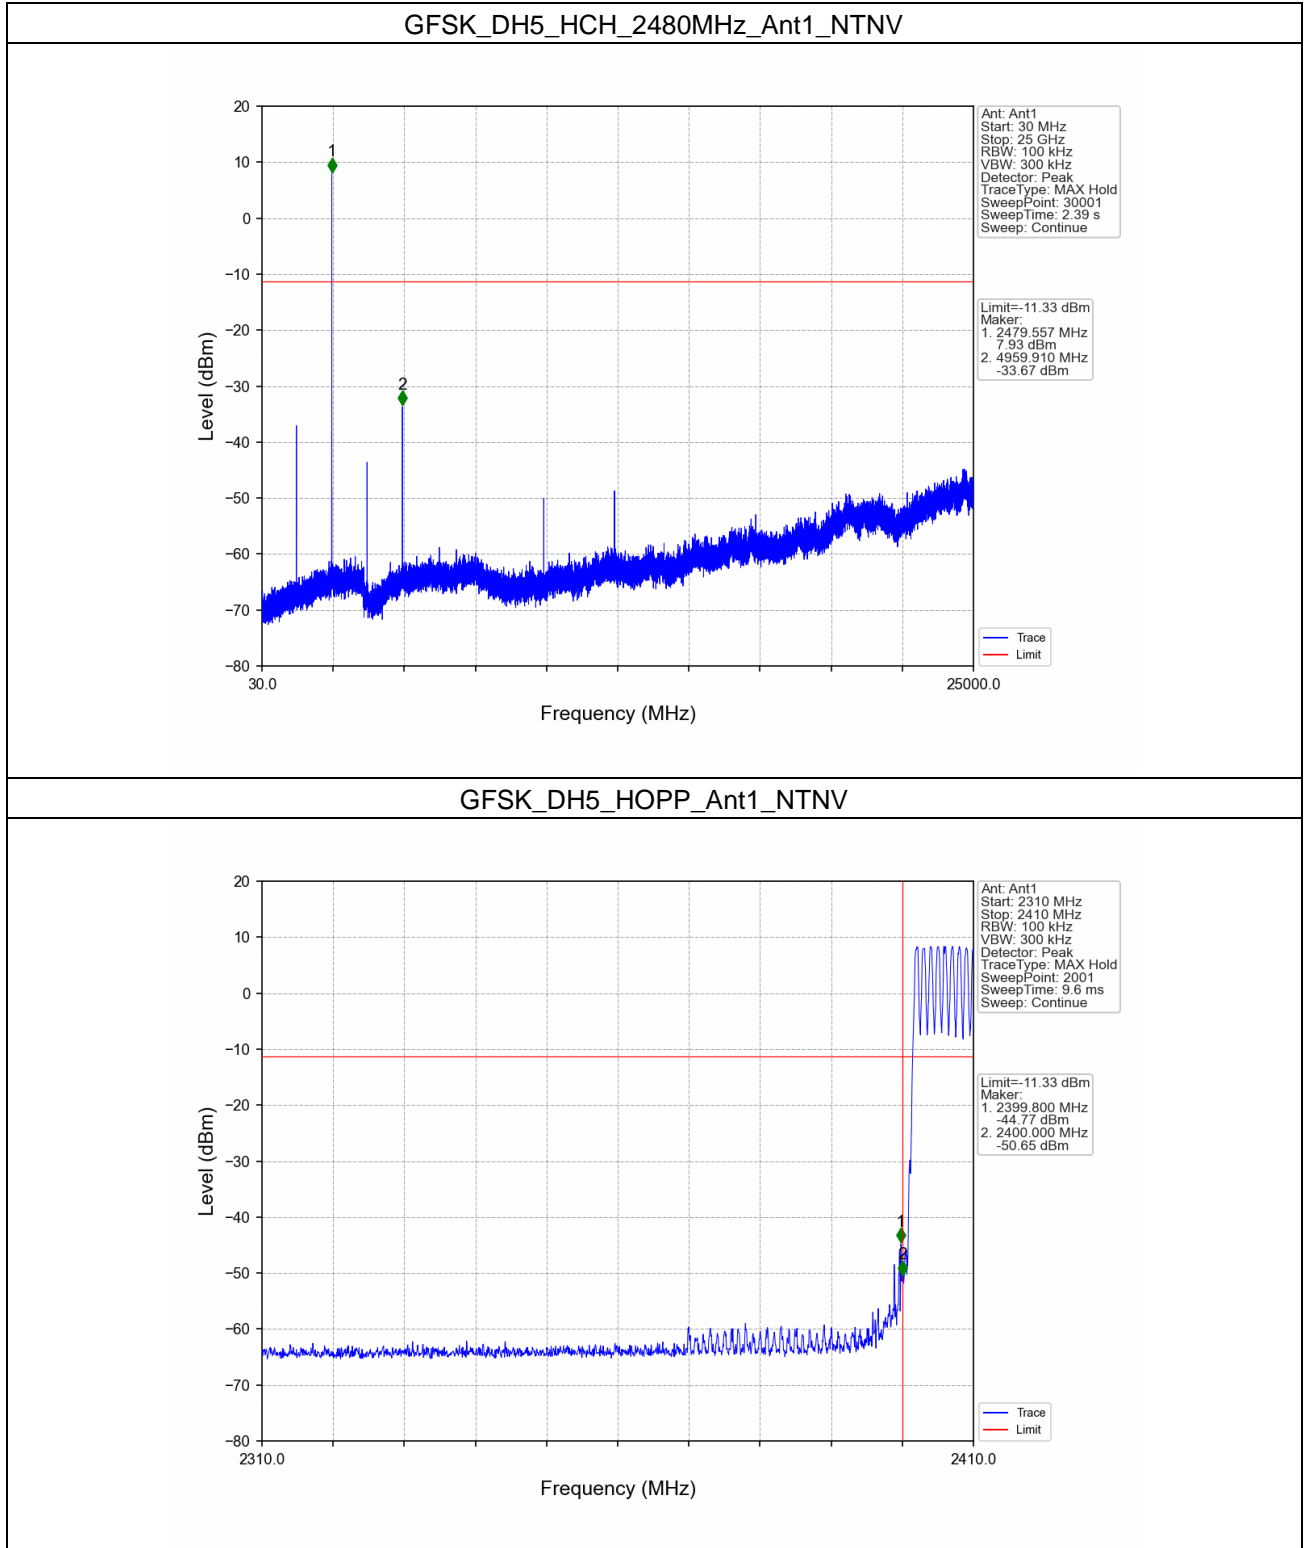 GFSK_DH5_HCH_2480MHz_Ant1_NTNV
20
10
0
−10
−20
−30
−40
−50
−60
−70
−80
Level (dBm)
1
2
30.0
25000.0
Frequency (MHz)
Ant: Ant1
Start: 30 MHz
Stop: 25 GHz
RBW: 100 kHz
VBW: 300 kHz
Detector: Peak
TraceType: MAX Hold
SweepPoint: 30001
SweepTime: 2.39 s
Sweep: Continue
Limit=-11.33 dBm
Maker:
1. 2479.557 MHz
7.93 dBm
2. 4959.910 MHz
-33.67 dBm
Trace
Limit
GFSK_DH5_HOPP_Ant1_NTNV
20
10
0
−10
−20
−30
−40
−50
−60
−70
−80
Level (dBm)
1
2
2310.0
2410.0
Frequency (MHz)
Ant: Ant1
Start: 2310 MHz
Stop: 2410 MHz
RBW: 100 kHz
VBW: 300 kHz
Detector: Peak
TraceType: MAX Hold
SweepPoint: 2001
SweepTime: 9.6 ms
Sweep: Continue
Limit=-11.33 dBm
Maker:
1. 2399.800 MHz
-44.77 dBm
2. 2400.000 MHz
-50.65 dBm
Trace
Limit